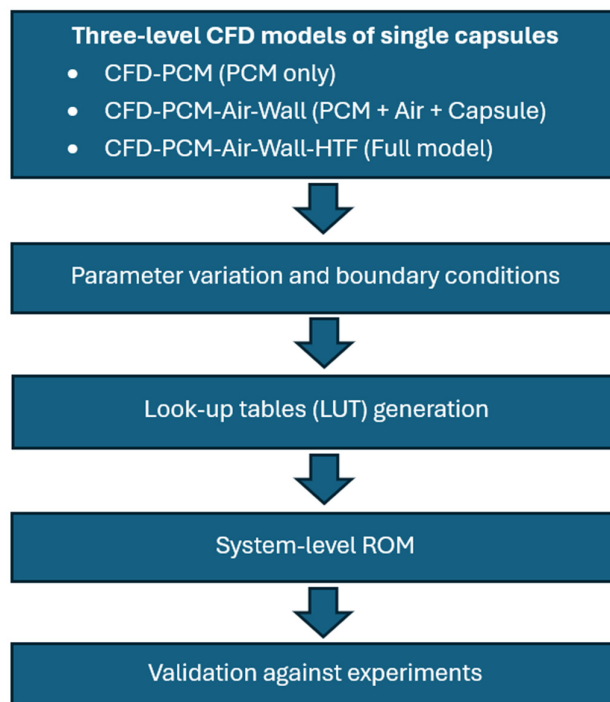 Three-level CFD models of single capsules
• CFD-PCM (PCM only)
• CFD-PCM-Air-Wall (PCM + Air + Capsule)
• CFD-PCM-Air-Wall-HTF (Full model)
Parameter variation and boundary conditions
Look-up tables (LUT) generation
System-level ROM
Validation against experiments